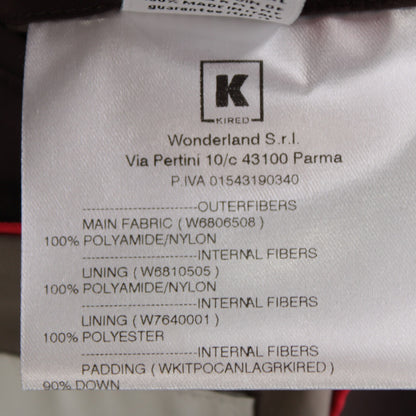 K
KIRED
Wonderland S.r.l.
Via Pertini 10/c 43100 Parma
P.IVA 01543190340
--------------------------OUTERFIBERS
MAIN FABRIC ( W6806508 )
100% POLYAMIDE/NYLON
--------------------------INTERNAL FIBERS
LINING ( W6810505 )
100% POLYAMIDE/NYLON
--------------------------INTERNAL FIBERS
LINING ( W7640001 )
100% POLYESTER
--------------------------INTERNAL FIBERS
PADDING ( WKITPOCANLAGRKIRED )
90% DOWN